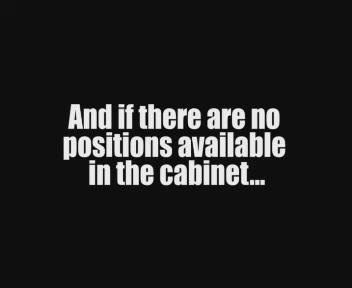 And if there are no
positions available
in the cabinet...